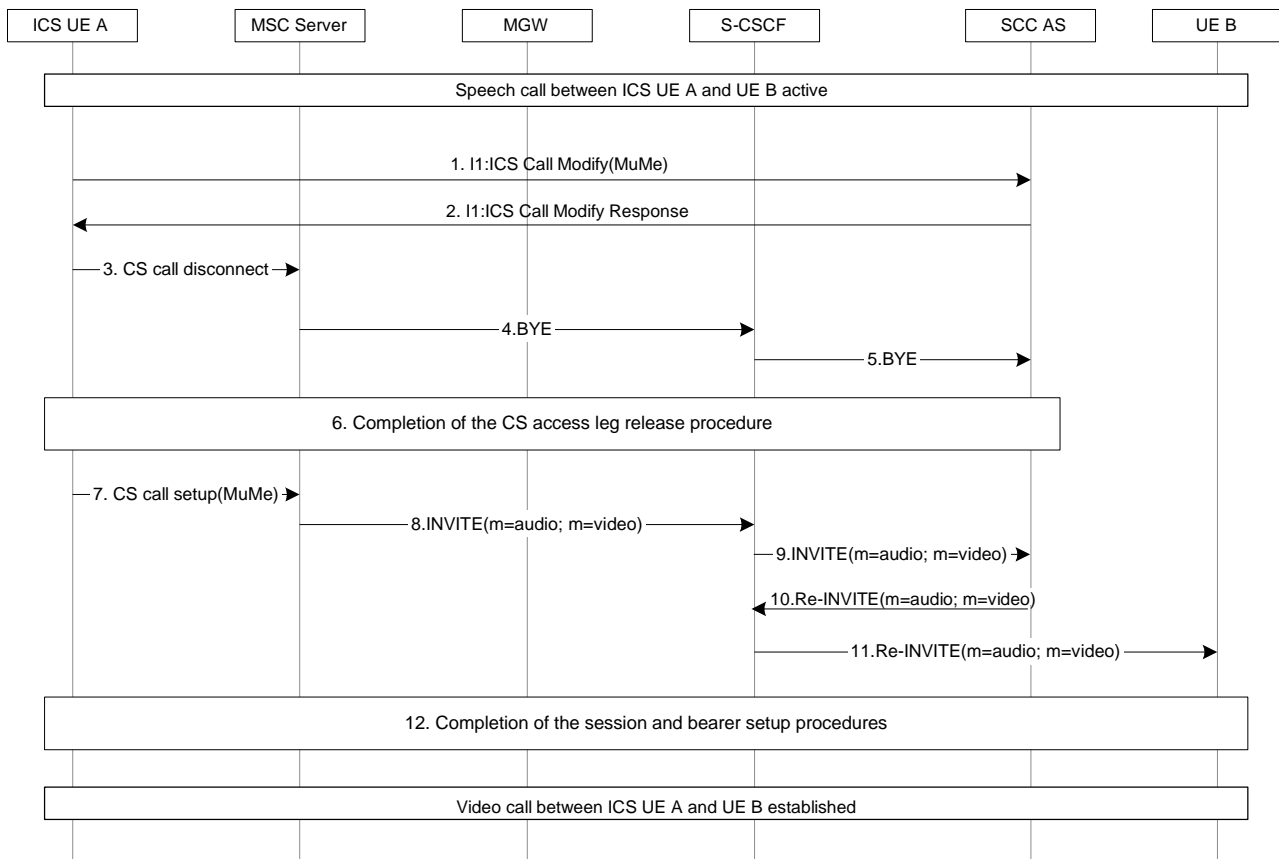 ICS UE A
MSC Server
MGW
S-CSCF
SCC AS
UE B
Speech call between ICS UE A and UE B active
1. I1:ICS Call Modify(MuMe)
2. I1:ICS Call Modify Response
3. CS call disconnect
4.BYE
5.BYE
6. Completion of the CS access leg release procedure
7. CS call setup(MuMe)
8.INVITE(m=audio; m=video)
9.INVITE(m=audio; m=video)
10.Re-INVITE(m=audio; m=video)
11.Re-INVITE(m=audio; m=video)
12. Completion of the session and bearer setup procedures
Video call between ICS UE A and UE B established